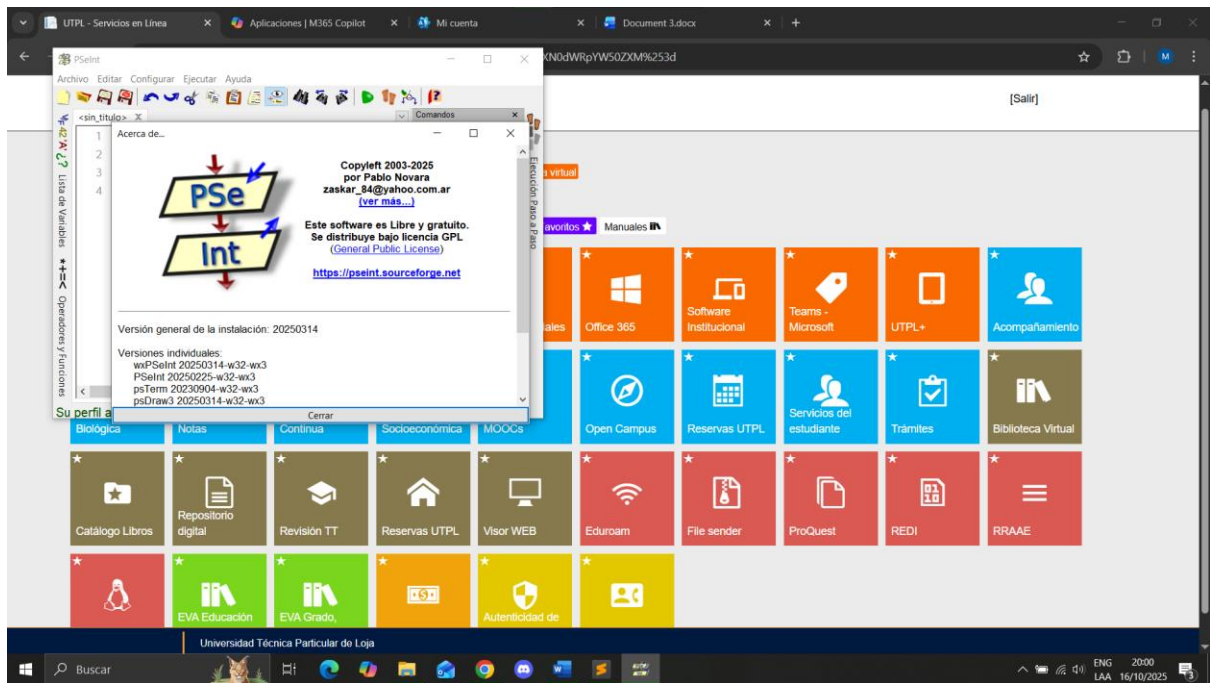 UTPL - Servicios en Línea
Aplicaciones | M365 Copilot
Mi cuenta
Document 3.docx
XN0dWRpYW50ZXM%253d
M
PSeInt
Archivo Editar Configurar Ejecutar Ayuda
<sin_titulo>
Comandos
1
2
3
4
Lista de Variables
Operadores y Funciones
Ejecución Paso a Paso
Acerca de...
PSe
Int
Copyleft 2003-2025
por Pablo Novara
zaskar_84@yahoo.com.ar
(ver más...)
Este software es Libre y gratuito.
Se distribuye bajo licencia GPL
(General Public License)
https://pseint.sourceforge.net
Versión general de la instalación: 20250314
Versiones individuales:
wxPSeInt 20250314-w32-wx3
PSeInt 20250225-w32-wx3
psTerm 20230904-w32-wx3
psDraw3 20250314-w32-wx3
Cerrar
Su perfil a
[Salir]
a virtual
avoritos
Manuales
iales
Office 365
Software
Institucional
Teams -
Microsoft
UTPL+
Acompañamiento
Biológica
Notas
Continua
Socioeconómica
MOOCs
Open Campus
Reservas UTPL
Servicios del
estudiante
Trámites
Biblioteca Virtual
Catálogo Libros
Repositorio
digital
Revisión TT
Reservas UTPL
Visor WEB
Eduroam
File sender
ProQuest
REDI
RRAAE
EVA Educación
EVA Grado,
Autenticidad de
Universidad Técnica Particular de Loja
Buscar
ENG
LAA
20:00
16/10/2025
3